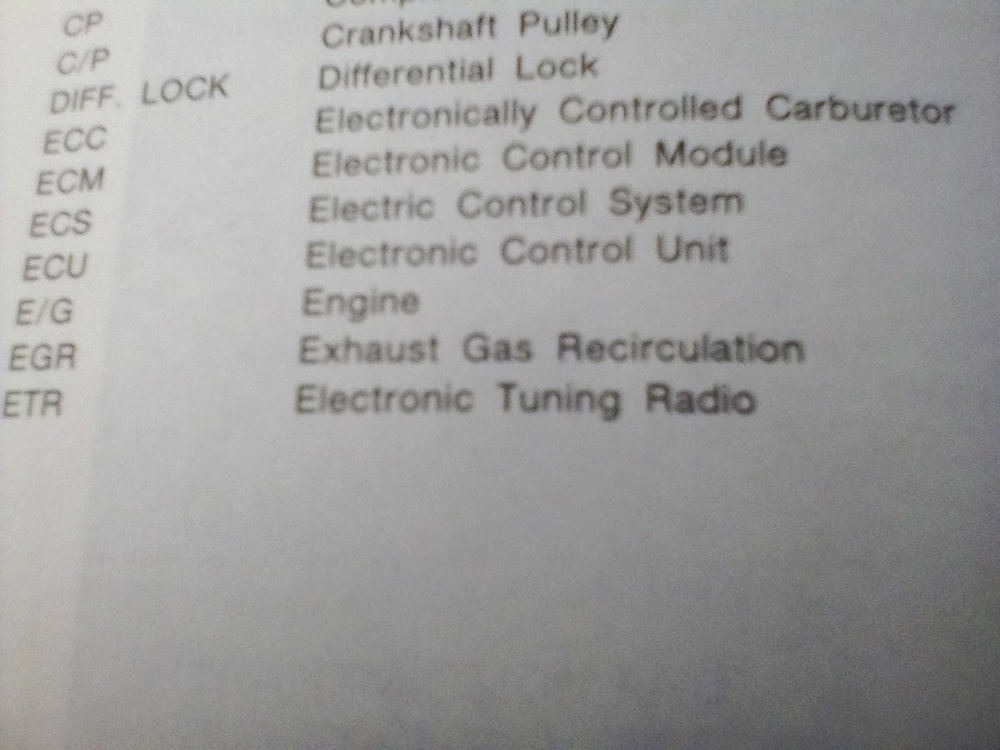 CP
C/P Crankshaft Pulley
DIFF. LOCK Differential Lock
ECC Electronically Controlled Carburetor
ECM Electronic Control Module
ECS Electric Control System
ECU Electronic Control Unit
E/G Engine
EGR Exhaust Gas Recirculation
ETR Electronic Tuning Radio